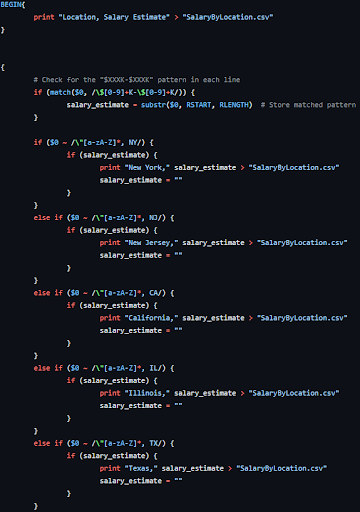 BEGIN{
print "Location, Salary Estimate" > "SalaryByLocation.csv"
}
{
# Check for the "$XXXK-$XXXK" pattern in each line
if (match($0, /\$[0-9]+K-\$[0-9]+K/)) {
salary_estimate = substr($0, RSTART, RLENGTH)  # Store matched pattern
}
if ($0 ~ /\"[a-zA-Z]*, NY/) {
if (salary_estimate) {
print "New York," salary_estimate > "SalaryByLocation.csv"
salary_estimate = ""
}
}
else if ($0 ~ /\"[a-zA-Z]*, NJ/) {
if (salary_estimate) {
print "New Jersey," salary_estimate > "SalaryByLocation.csv"
salary_estimate = ""
}
}
else if ($0 ~ /\"[a-zA-Z]*, CA/) {
if (salary_estimate) {
print "California," salary_estimate > "SalaryByLocation.csv"
salary_estimate = ""
}
}
else if ($0 ~ /\"[a-zA-Z]*, IL/) {
if (salary_estimate) {
print "Illinois," salary_estimate > "SalaryByLocation.csv"
salary_estimate = ""
}
}
else if ($0 ~ /\"[a-zA-Z]*, TX/) {
if (salary_estimate) {
print "Texas," salary_estimate > "SalaryByLocation.csv"
salary_estimate = ""
}
}